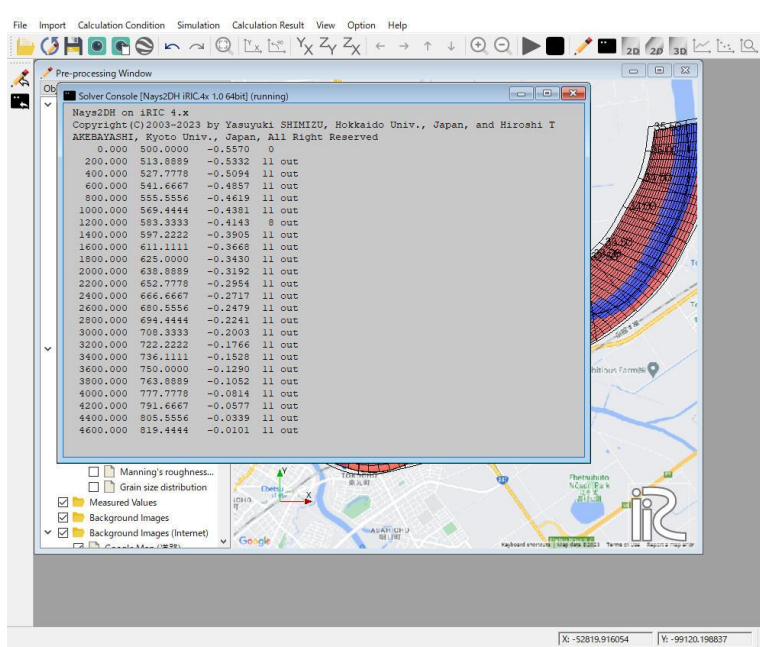 File Import Calculation Condition Simulation Calculation Result View Option Help
Pre-processing Window
Ob
Solver Console [Nays2DH iRIC.4x 1.0 64bit] (running)
Nays2DH on iRIC 4.x
Copyright(C)2003-2023 by Yasuyuki SHIMIZU, Hokkaido Univ., Japan, and Hiroshi T
AKEBAYASHI, Kyoto Univ., Japan, All Right Reserved
0.000 500.0000 -0.5570 0
200.000 513.8889 -0.5332 11 out
400.000 527.7778 -0.5094 11 out
600.000 541.6667 -0.4857 11 out
800.000 555.5556 -0.4619 11 out
1000.000 569.4444 -0.4381 11 out
1200.000 583.3333 -0.4143 8 out
1400.000 597.2222 -0.3905 11 out
1600.000 611.1111 -0.3668 11 out
1800.000 625.0000 -0.3430 11 out
2000.000 638.8889 -0.3192 11 out
2200.000 652.7778 -0.2954 11 out
2400.000 666.6667 -0.2717 11 out
2600.000 680.5556 -0.2479 11 out
2800.000 694.4444 -0.2241 11 out
3000.000 708.3333 -0.2003 11 out
3200.000 722.2222 -0.1766 11 out
3400.000 736.1111 -0.1528 11 out
3600.000 750.0000 -0.1290 11 out
3800.000 763.8889 -0.1052 11 out
4000.000 777.7778 -0.0814 11 out
4200.000 791.6667 -0.0577 11 out
4400.000 805.5556 -0.0339 11 out
4600.000 819.4444 -0.0101 11 out
Manning's roughness...
Grain size distribution
Measured Values
Background Images
Background Images (Internet)
Y
X
Ebetsu
Google
Keyboard shortcuts Map data ©2023 Terms of Use Report a map error
X: -52819.916054 Y: -99120.198837